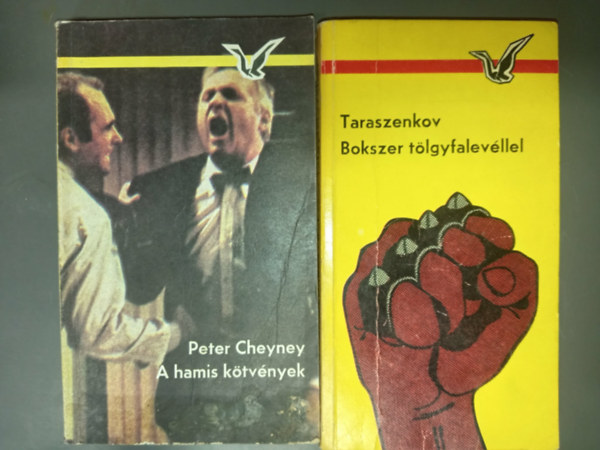 Peter Cheyney
A hamis kötvények
Taraszenkov
Bokszer tölgyfalevéllel